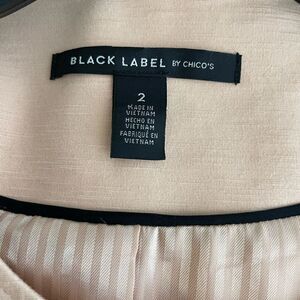 BLACK LABEL BY CHICO'S
2
MADE IN
VIETNAM
HECHO EN
VIETNAM
FABRIQUÉ EN
VIETNAM